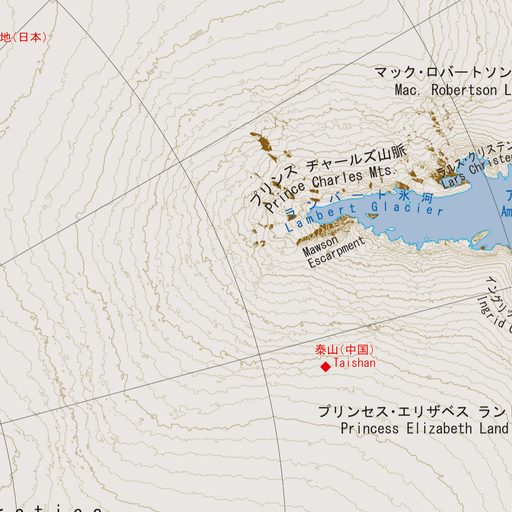 地(日本)
マック・ロバートソン
Mac. Robertson L
ラルス・クリステン
Lars Christe
プリンス チャールズ山脈
Prince Charles Mts.
ランバート氷河
Lambert Glacier
ア
Am
Mawson
Escarpment
イングリッ
Ingrid
泰山(中国)
Taishan
プリンセス・エリザベス ラン
Princess Elizabeth Land